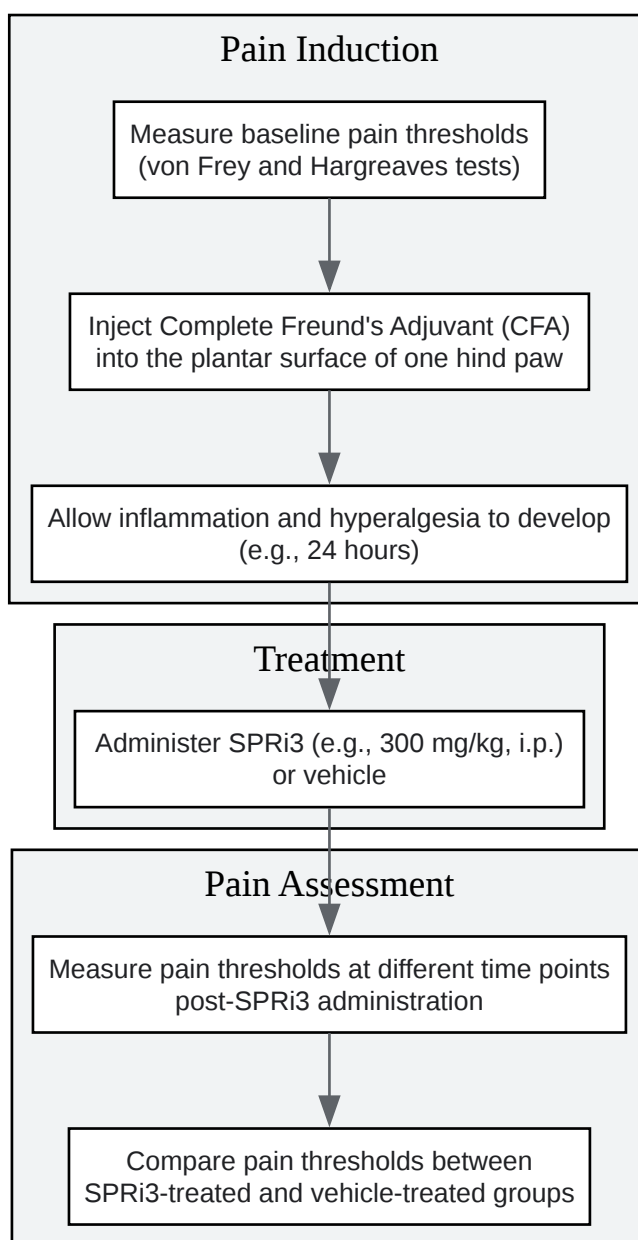 Pain Induction
Measure baseline pain thresholds
(von Frey and Hargreaves tests)
Inject Complete Freund's Adjuvant (CFA)
into the plantar surface of one hind paw
Allow inflammation and hyperalgesia to develop
(e.g., 24 hours)
Treatment
Administer SPRi3 (e.g., 300 mg/kg, i.p.)
or vehicle
Pain Assessment
Measure pain thresholds at different time points
post-SPRi3 administration
Compare pain thresholds between
SPRi3-treated and vehicle-treated groups